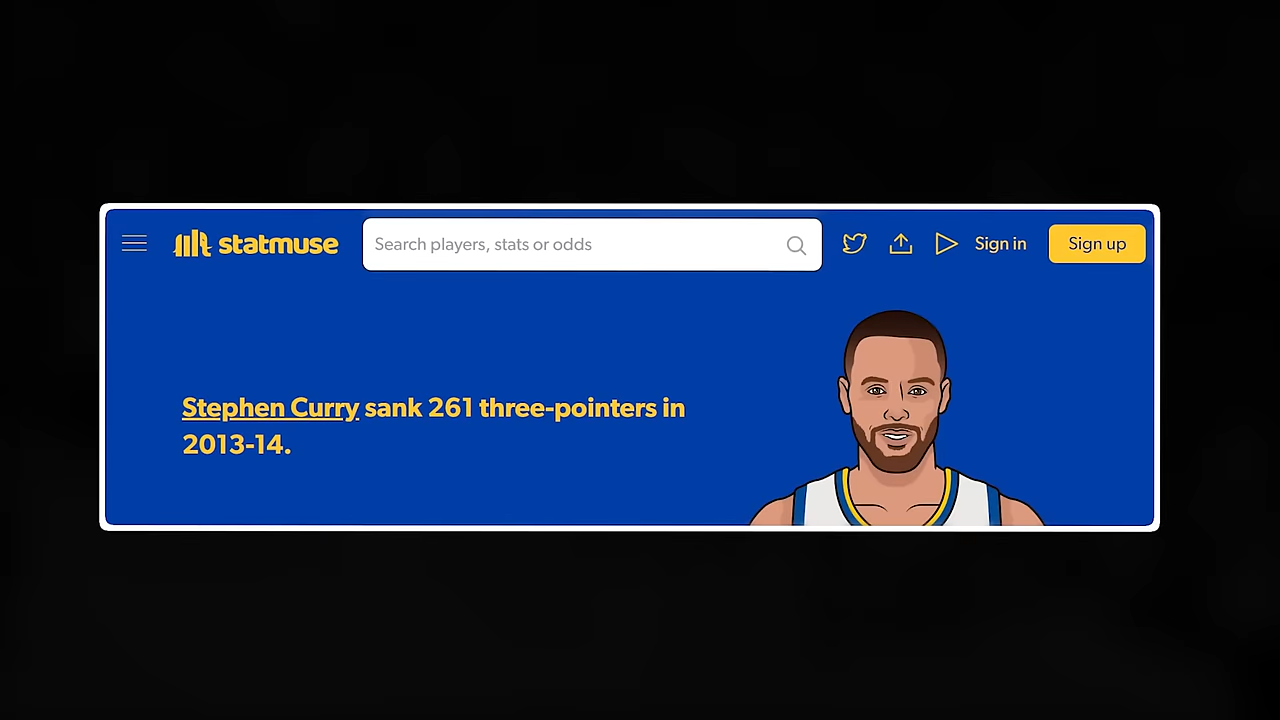 statmuse
Search players, stats or odds
Sign in
Sign up
Stephen Curry sank 261 three-pointers in
2013-14.